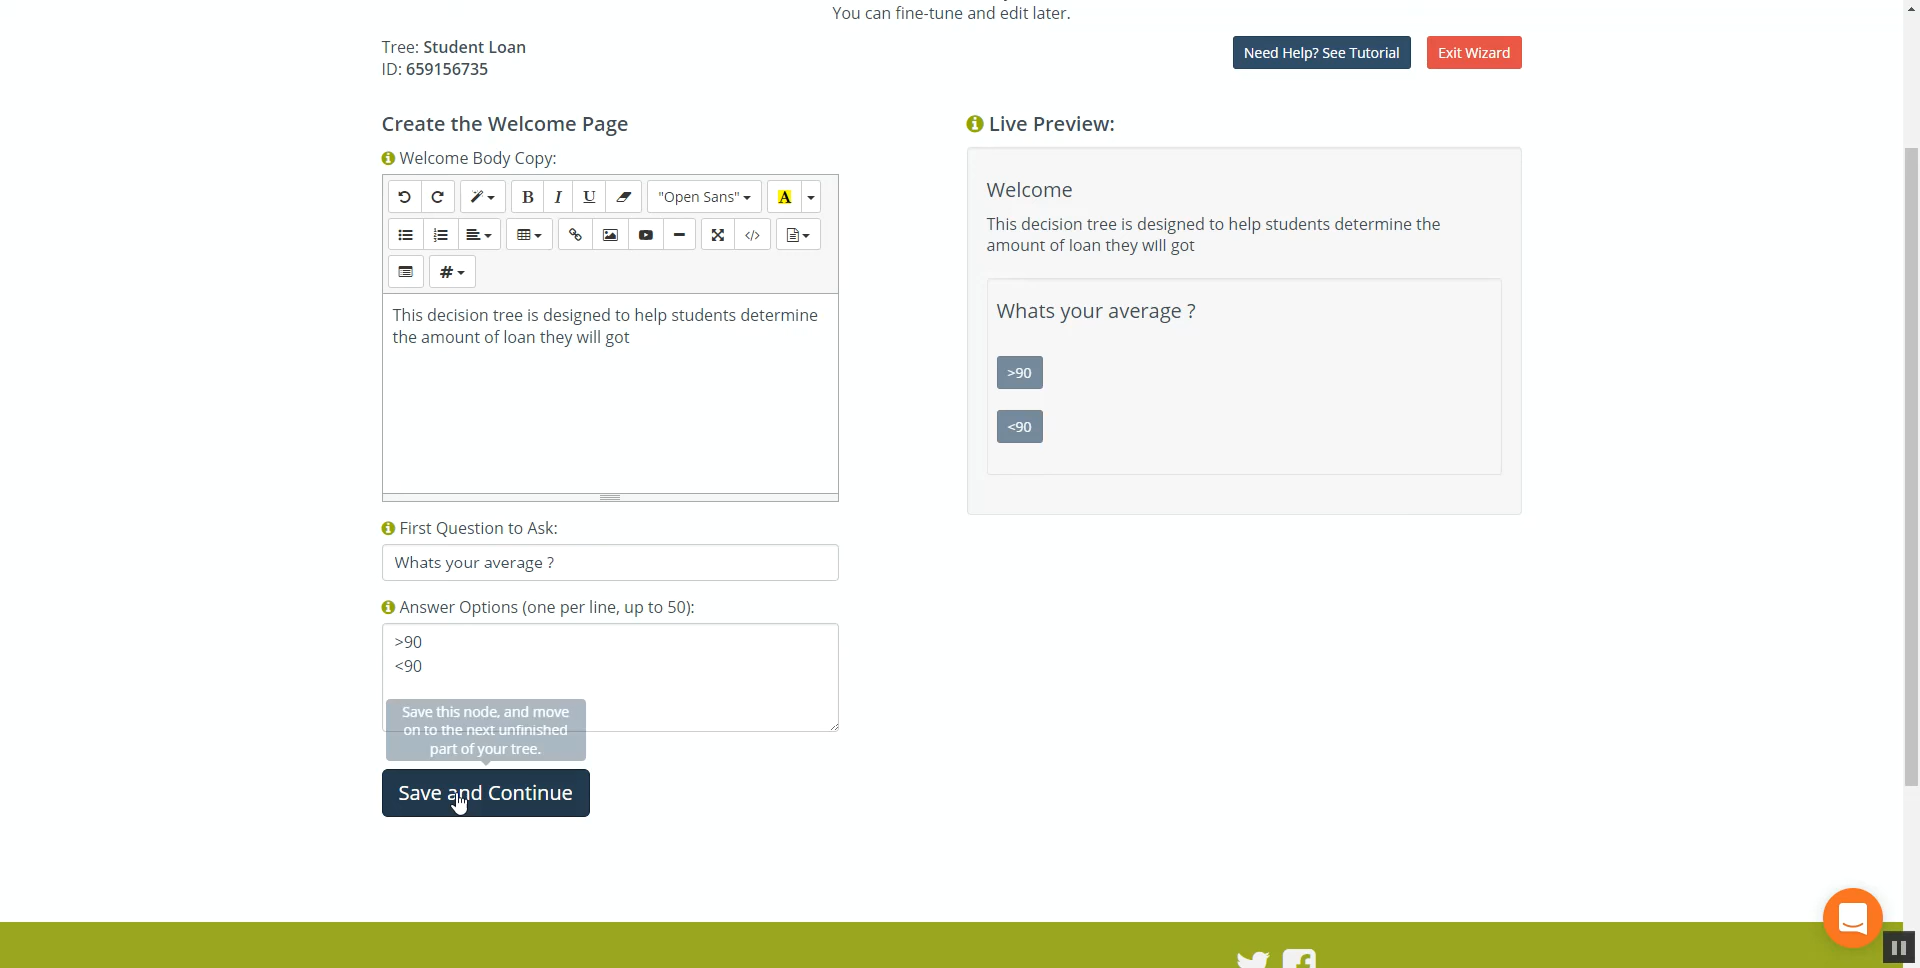 You can fine-tune and edit later.
Tree: Student Loan
ID: 659156735
Need Help? See Tutorial
Exit Wizard
Create the Welcome Page
Welcome Body Copy:
B I U "Open Sans" A
</>
#
This decision tree is designed to help students determine
the amount of loan they will got
First Question to Ask:
Whats your average ?
Answer Options (one per line, up to 50):
>90
<90
Save this node, and move
on to the next unfinished
part of your tree.
Save and Continue
Live Preview:
Welcome
This decision tree is designed to help students determine the
amount of loan they will got
Whats your average ?
>90
<90